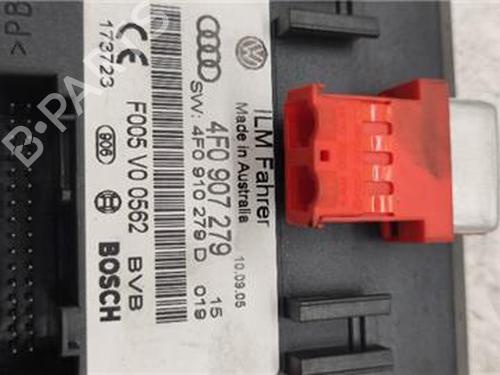 iLM Fahrer
Made in Australia
10.09.05
4F0 907 279
15
SW: 4F0 910 279 D
019
173723
F005 V0 0562
BVB
906
BOSCH
>PB